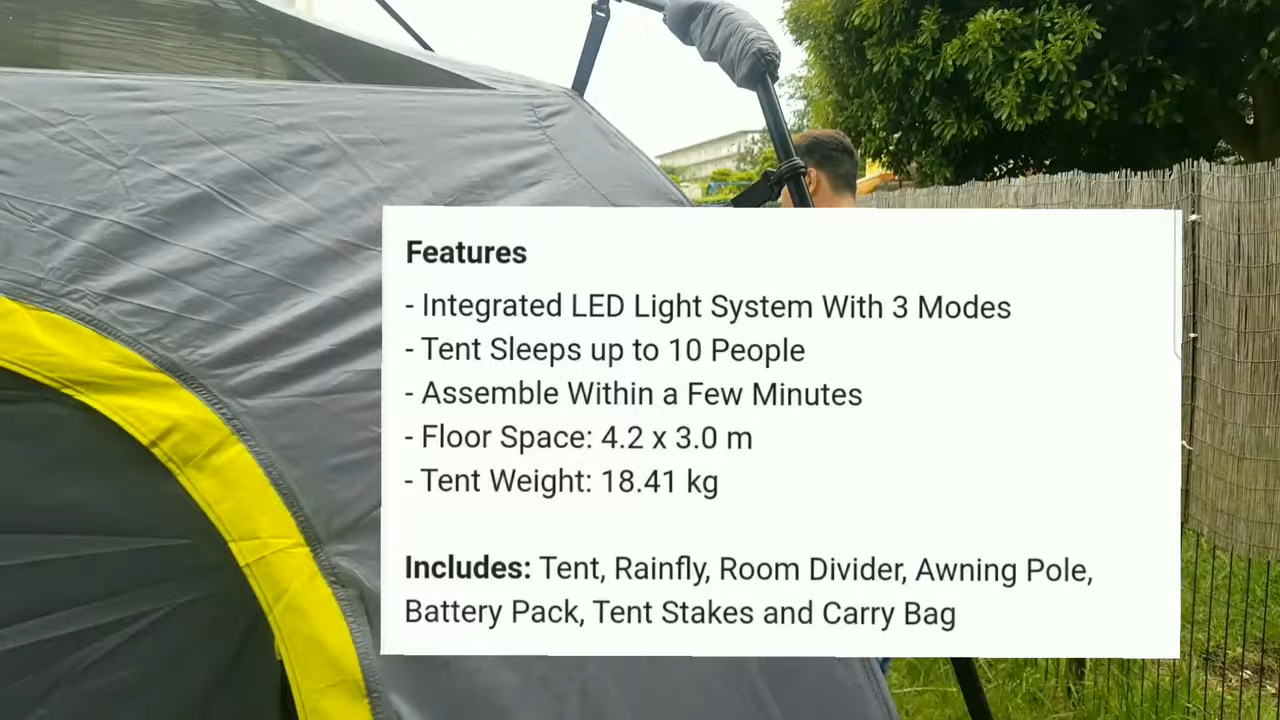 Features
- Integrated LED Light System With 3 Modes
- Tent Sleeps up to 10 People
- Assemble Within a Few Minutes
- Floor Space: 4.2 x 3.0 m
- Tent Weight: 18.41 kg
Includes: Tent, Rainfly, Room Divider, Awning Pole,
Battery Pack, Tent Stakes and Carry Bag